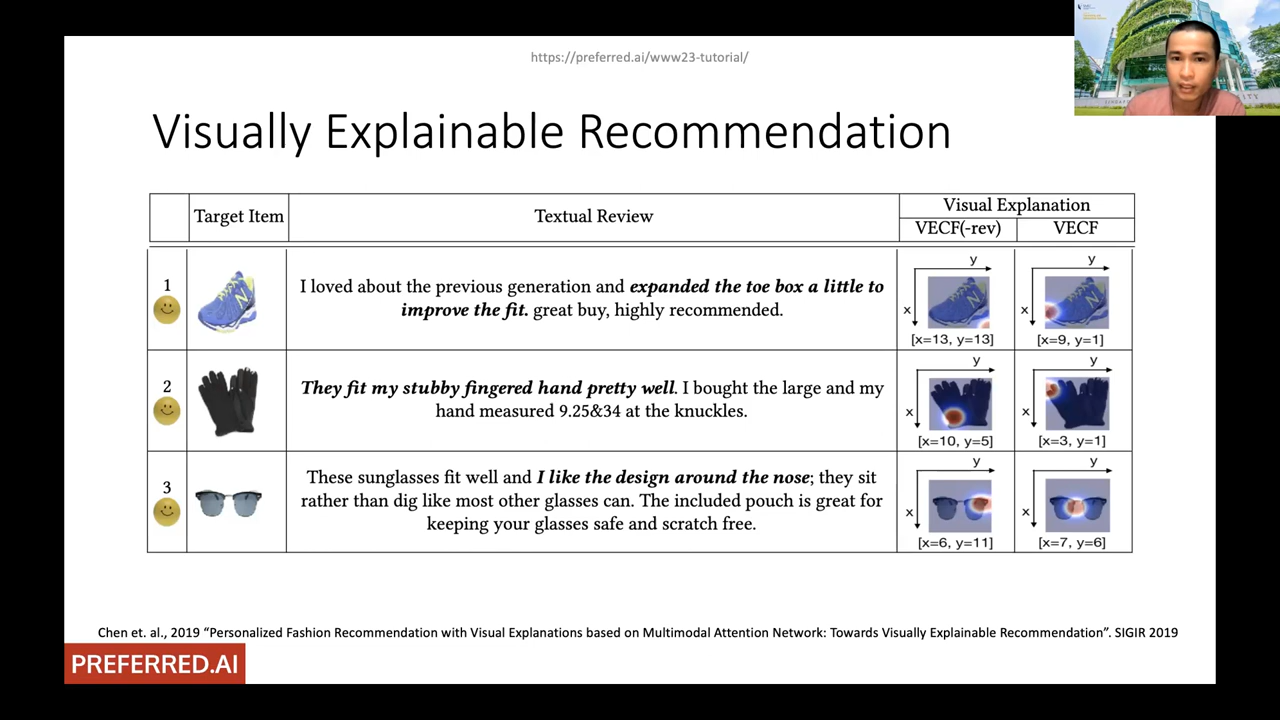 https://preferred.ai/www23-tutorial/
Visually Explainable Recommendation
Target Item
Textual Review
Visual Explanation
VECF(-rev)
VECF
1
I loved about the previous generation and expanded the toe box a little to
improve the fit. great buy, highly recommended.
y
x
[x=13, y=13]
y
x
[x=9, y=1]
2
They fit my stubby fingered hand pretty well. I bought the large and my
hand measured 9.25&34 at the knuckles.
y
x
[x=10, y=5]
y
x
[x=3, y=1]
3
These sunglasses fit well and I like the design around the nose; they sit
rather than dig like most other glasses can. The included pouch is great for
keeping your glasses safe and scratch free.
y
x
[x=6, y=11]
y
x
[x=7, y=6]
Chen et. al., 2019 “Personalized Fashion Recommendation with Visual Explanations based on Multimodal Attention Network: Towards Visually Explainable Recommendation”. SIGIR 2019
PREFERRED.AI